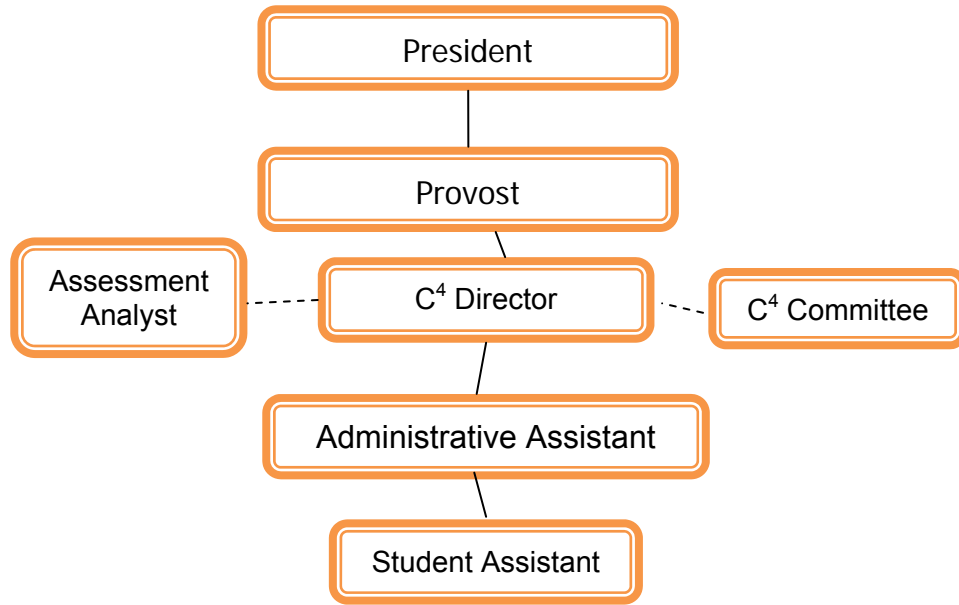 President
Provost
Assessment
Analyst
C⁴ Director
C⁴ Committee
Administrative Assistant
Student Assistant